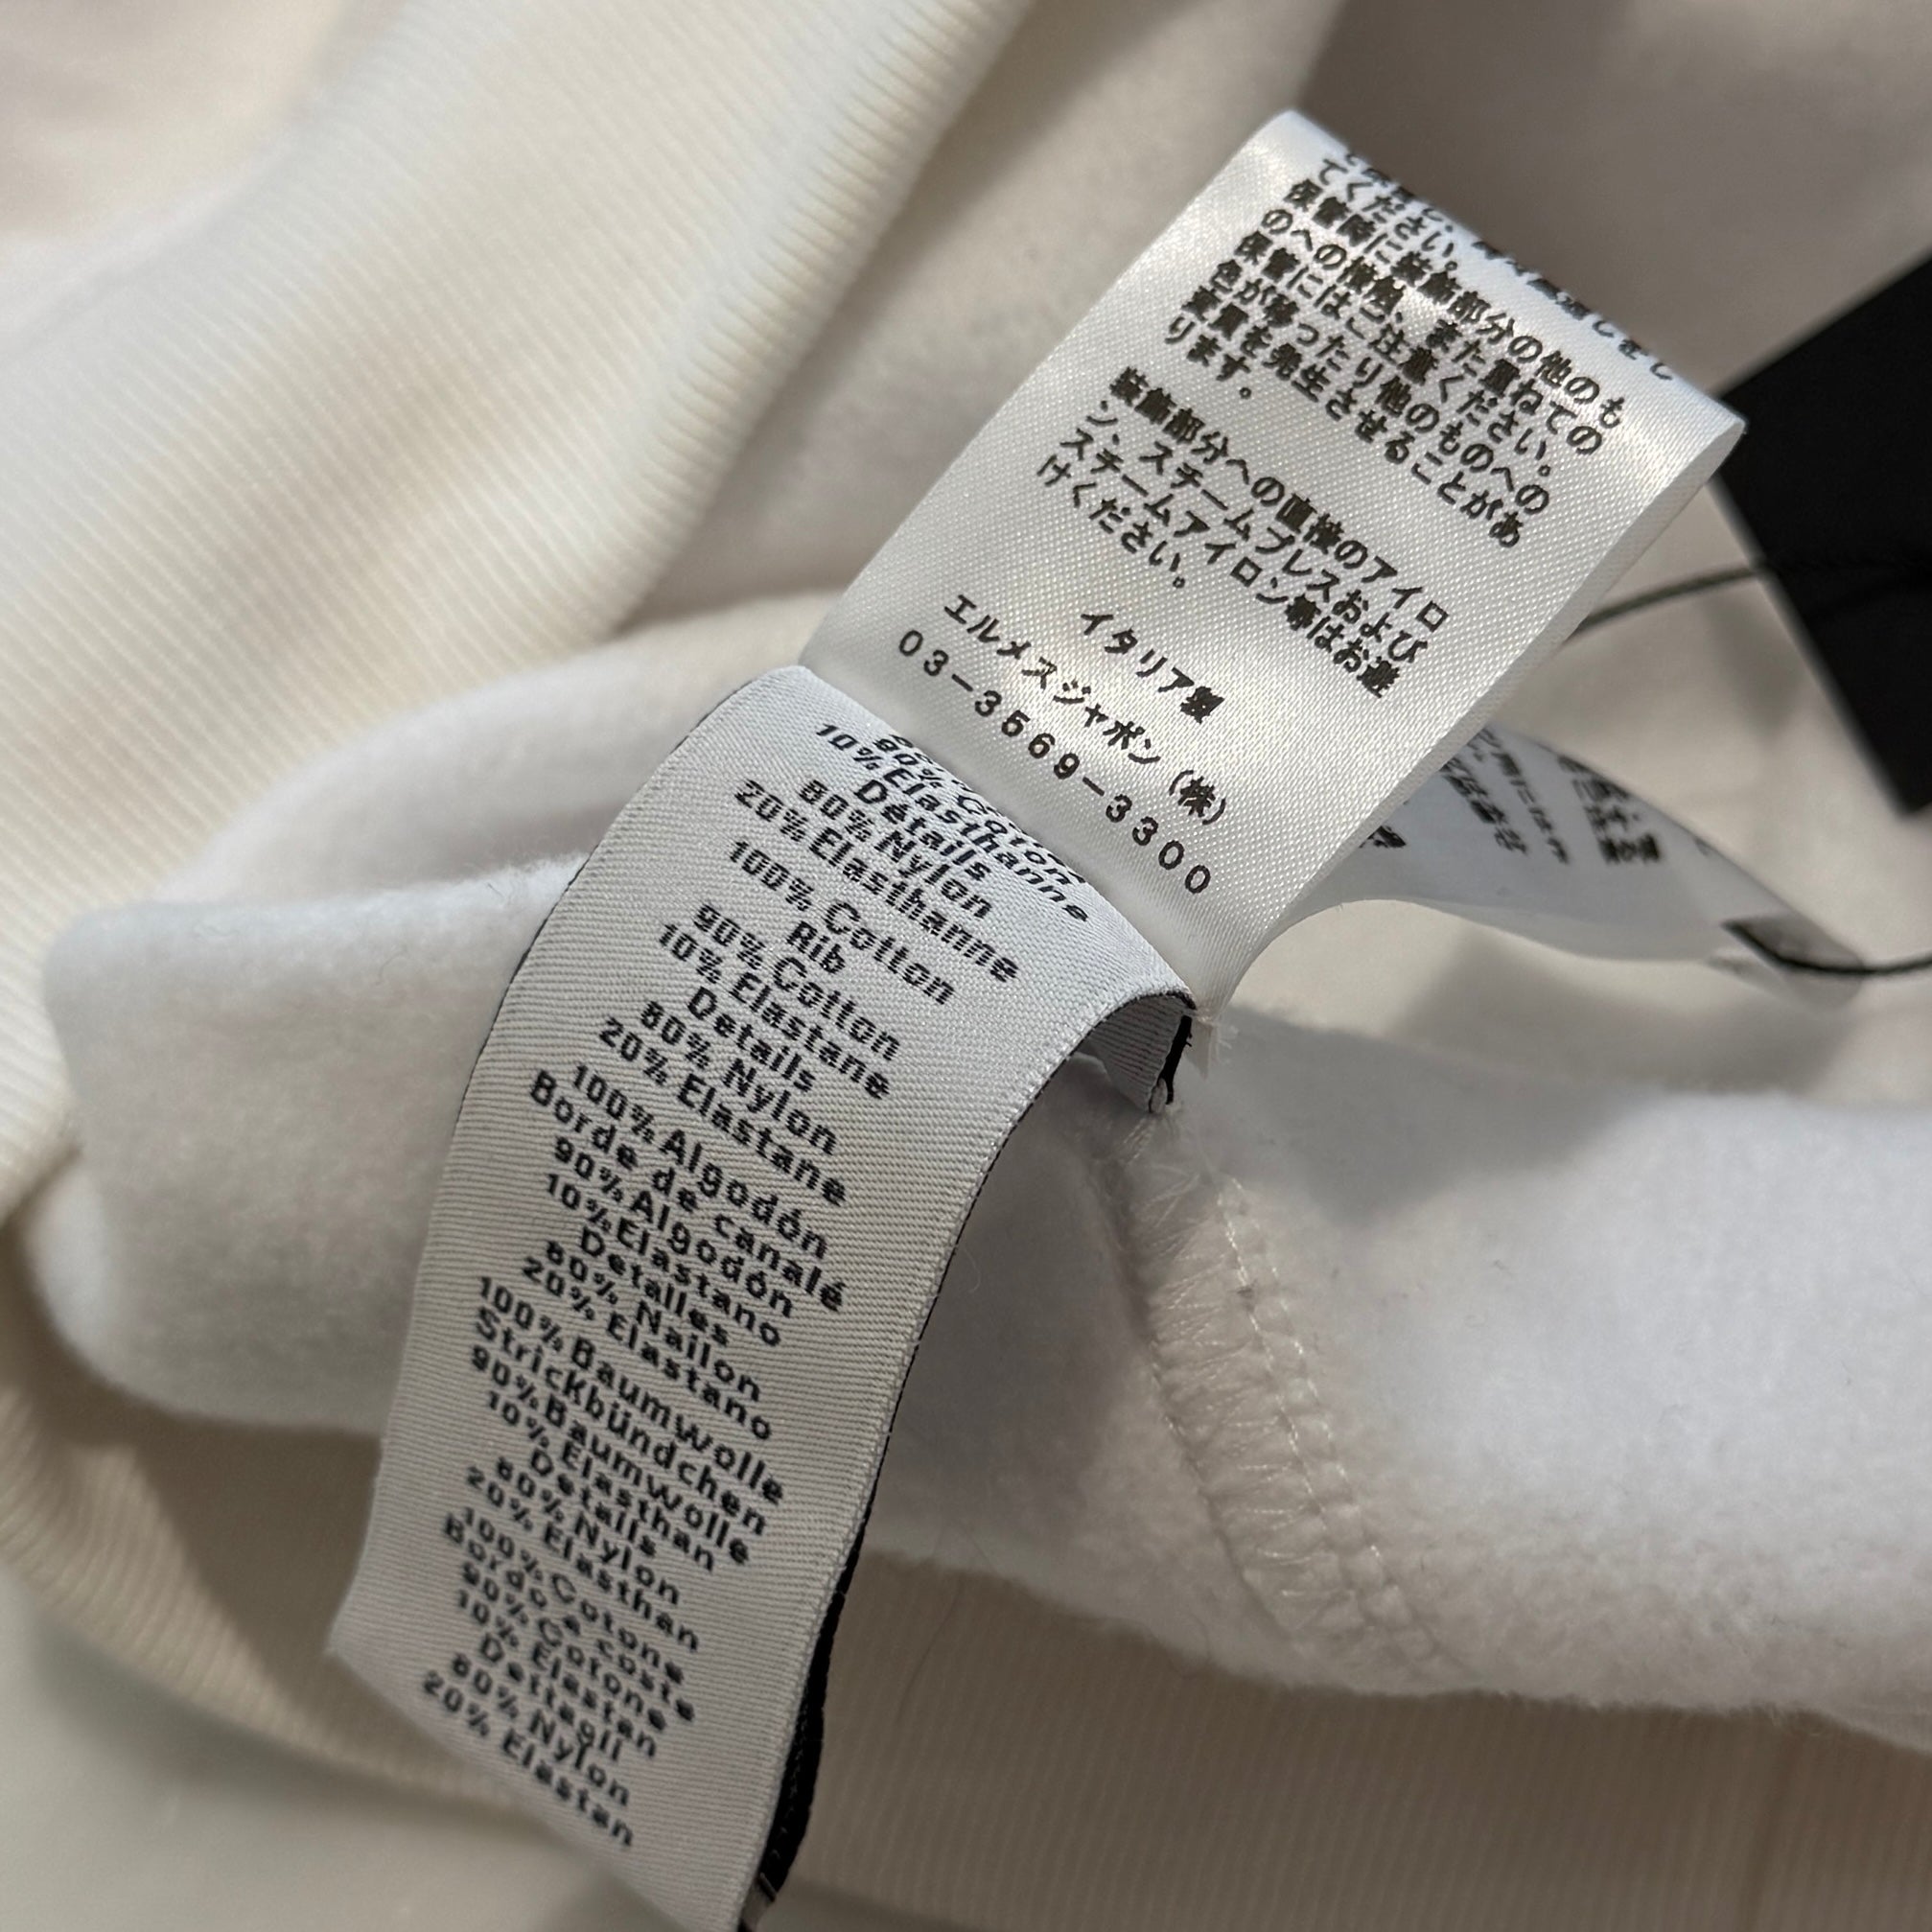 てください。
保管時に装飾部分の他のも
のへの接触、また重ねての
保管にはご注意ください。
色が移ったり他のものへの
変質を発生させることがあ
ります。
装飾部分への直接のアイロ
ン、スチームプレスおよび
スチームアイロン等はお避
けください。
イタリア製
エルメスジャポン（株）
03-3569-3300
90% Cotton
10% Elasthanne
Détails
80% Nylon
20% Elasthanne
100% Cotton
Rib
90% Cotton
10% Elastane
Details
80% Nylon
20% Elastane
100% Algodón
Borde de canalé
90% Algodón
10% Elastano
Detalles
80% Nailon
20% Elastano
100% Baumwolle
Strickbündchen
90% Baumwolle
10% Elasthan
Details
80% Nylon
20% Elasthan
100% Cotone
Bordo a coste
90% Cotone
10% Elastan
Dettagli
80% Nylon
20% Elastan